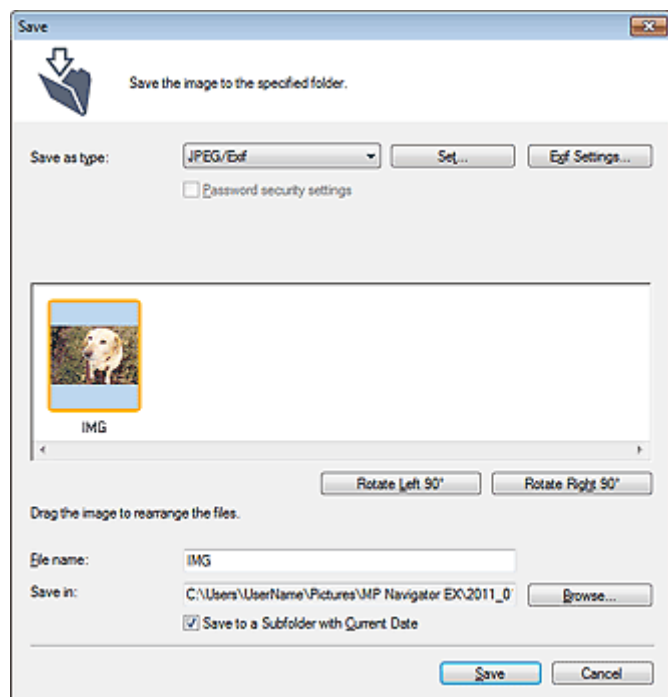 Save
Save the image to the specified folder.
Save as type: JPEG/Exif Set... Exif Settings...
Password security settings
IMG
Rotate Left 90° Rotate Right 90°
Drag the image to rearrange the files.
File name: IMG
Save in: C:\Users\UserName\Pictures\MP Navigator EX\2011_0 Browse...
Save to a Subfolder with Current Date
Save Cancel